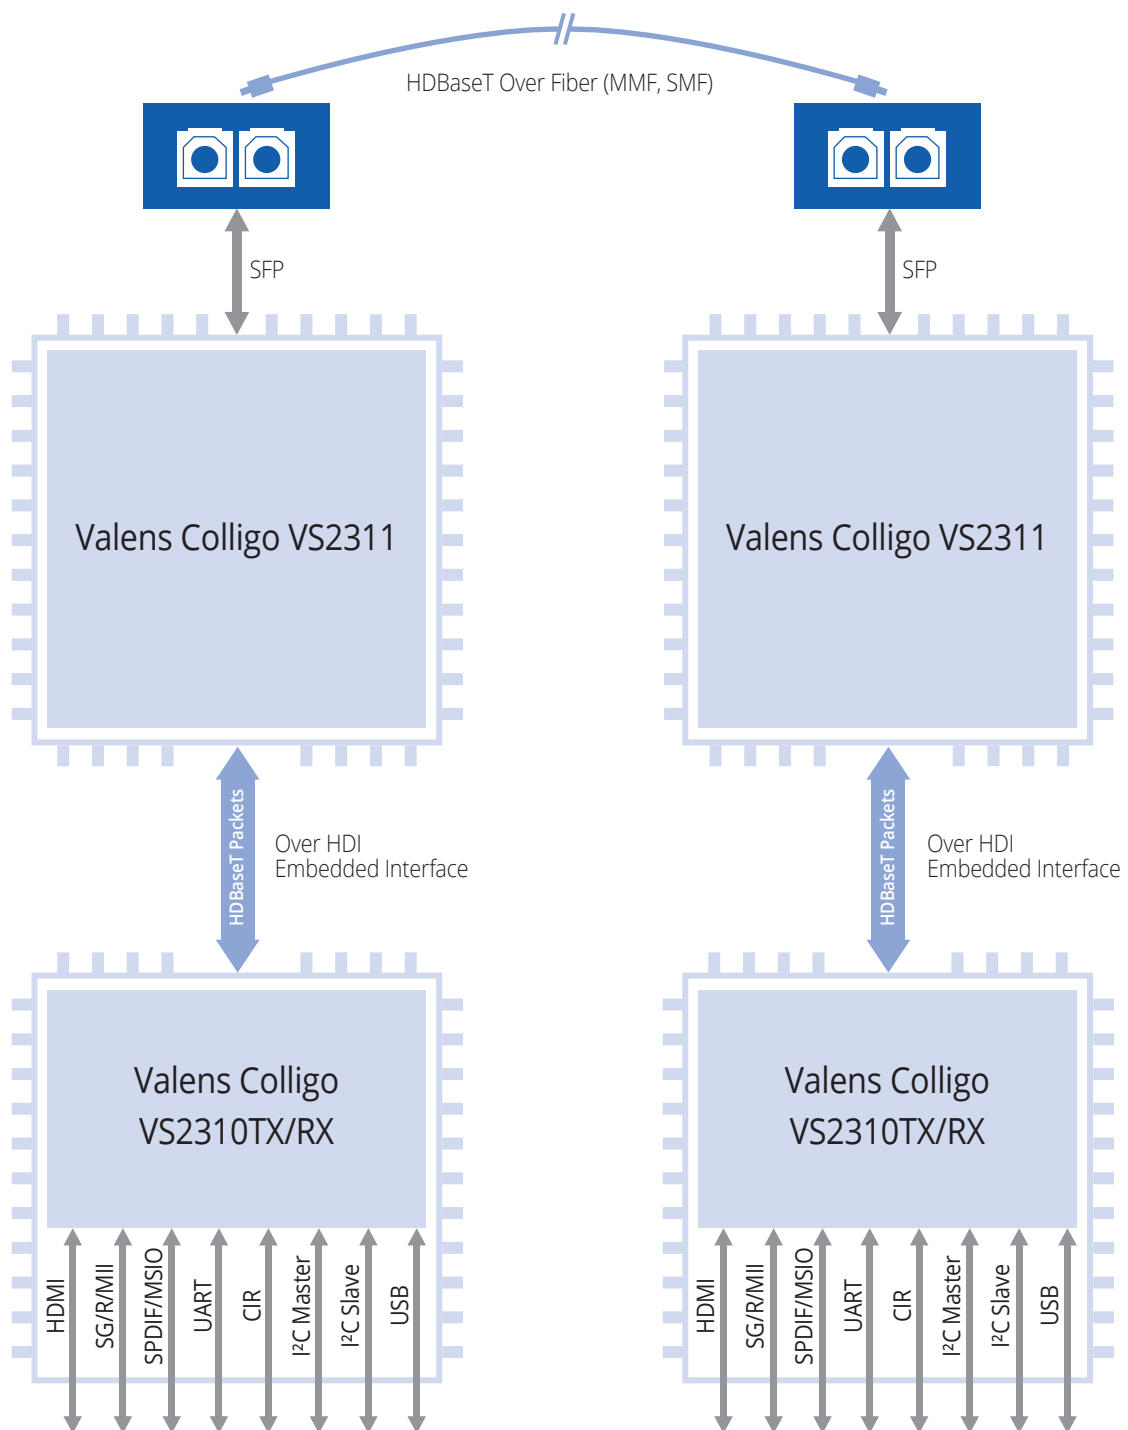 HDBaseT Over Fiber (MMF, SMF)
SFP
SFP
Valens Colligo VS2311
Valens Colligo VS2311
HDBaseT Packets
Over HDI
Embedded Interface
HDBaseT Packets
Over HDI
Embedded Interface
Valens Colligo
VS2310TX/RX
Valens Colligo
VS2310TX/RX
HDMI
SG/R/MII
SPDIF/MSIO
UART
CIR
I²C Master
I²C Slave
USB
HDMI
SG/R/MII
SPDIF/MSIO
UART
CIR
I²C Master
I²C Slave
USB